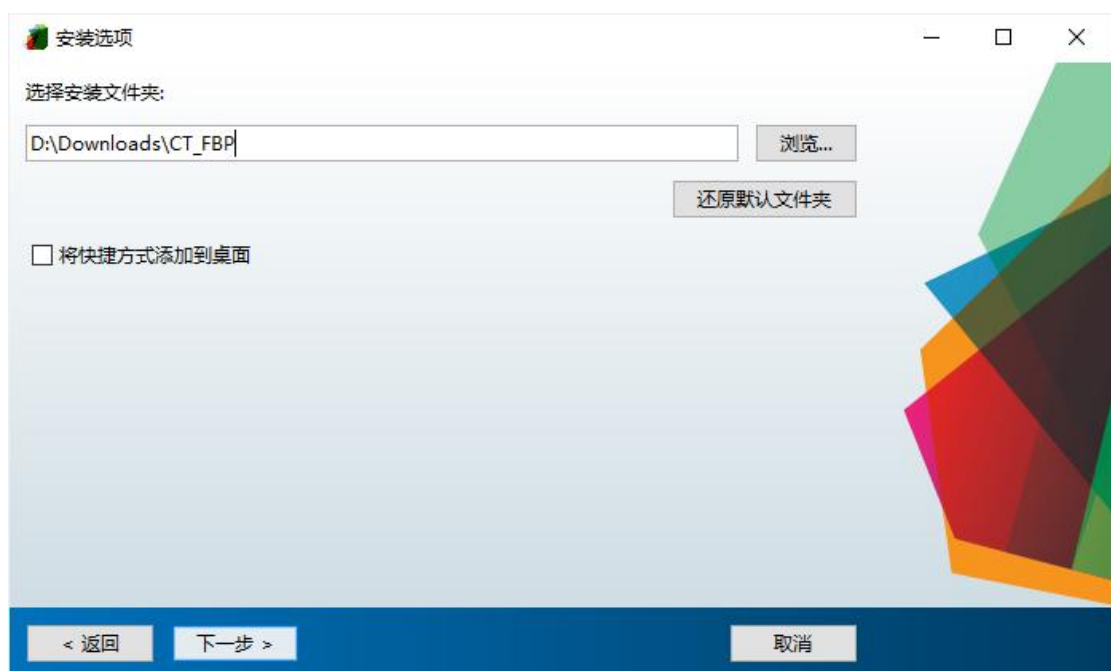 安装选项
选择安装文件夹:
D:\Downloads\CT_FBP
浏览...
还原默认文件夹
将快捷方式添加到桌面
< 返回 下一步 > 取消